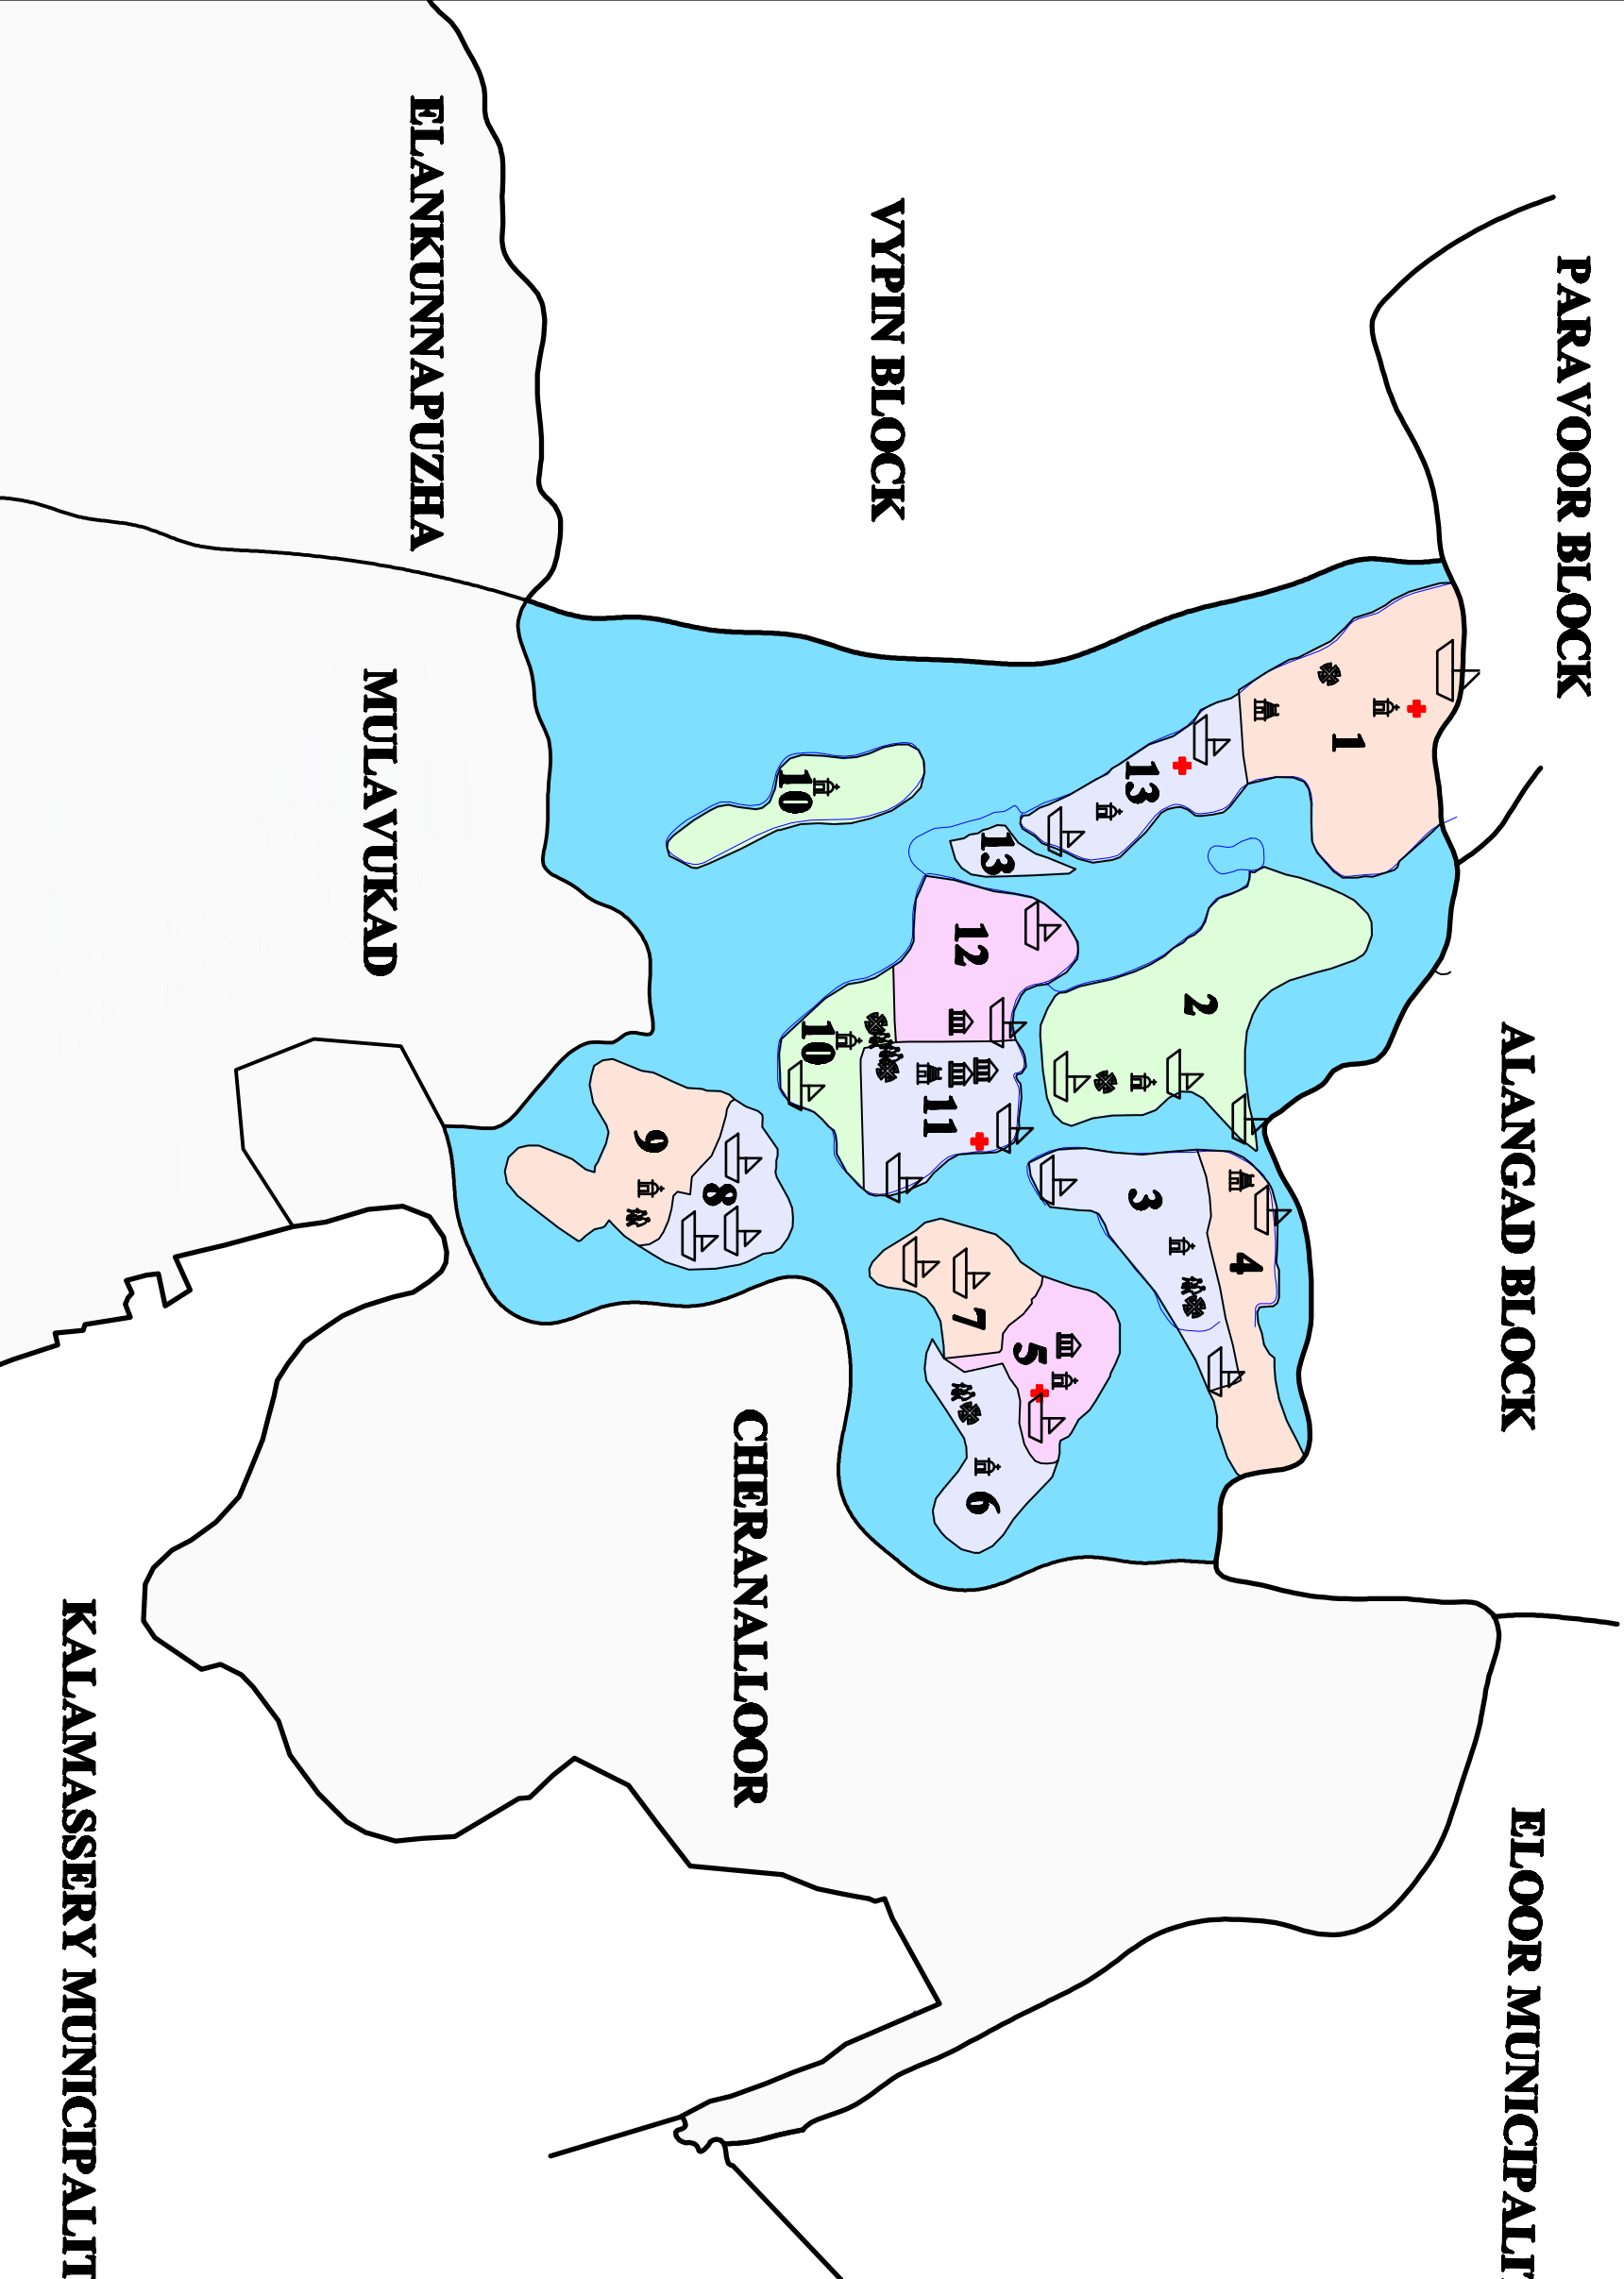 PARAVOOR BLOCK
ALANGAD BLOCK
ELOOR MUNICIPALIT
VYPIN BLOCK
1
13
13
2
12
10
10
11
3
4
5
7
6
8
9
CHERANALLOOR
ELANKUNNAPUZHA
MULAVUKAD
KALAMASSERY MUNICIPALIT